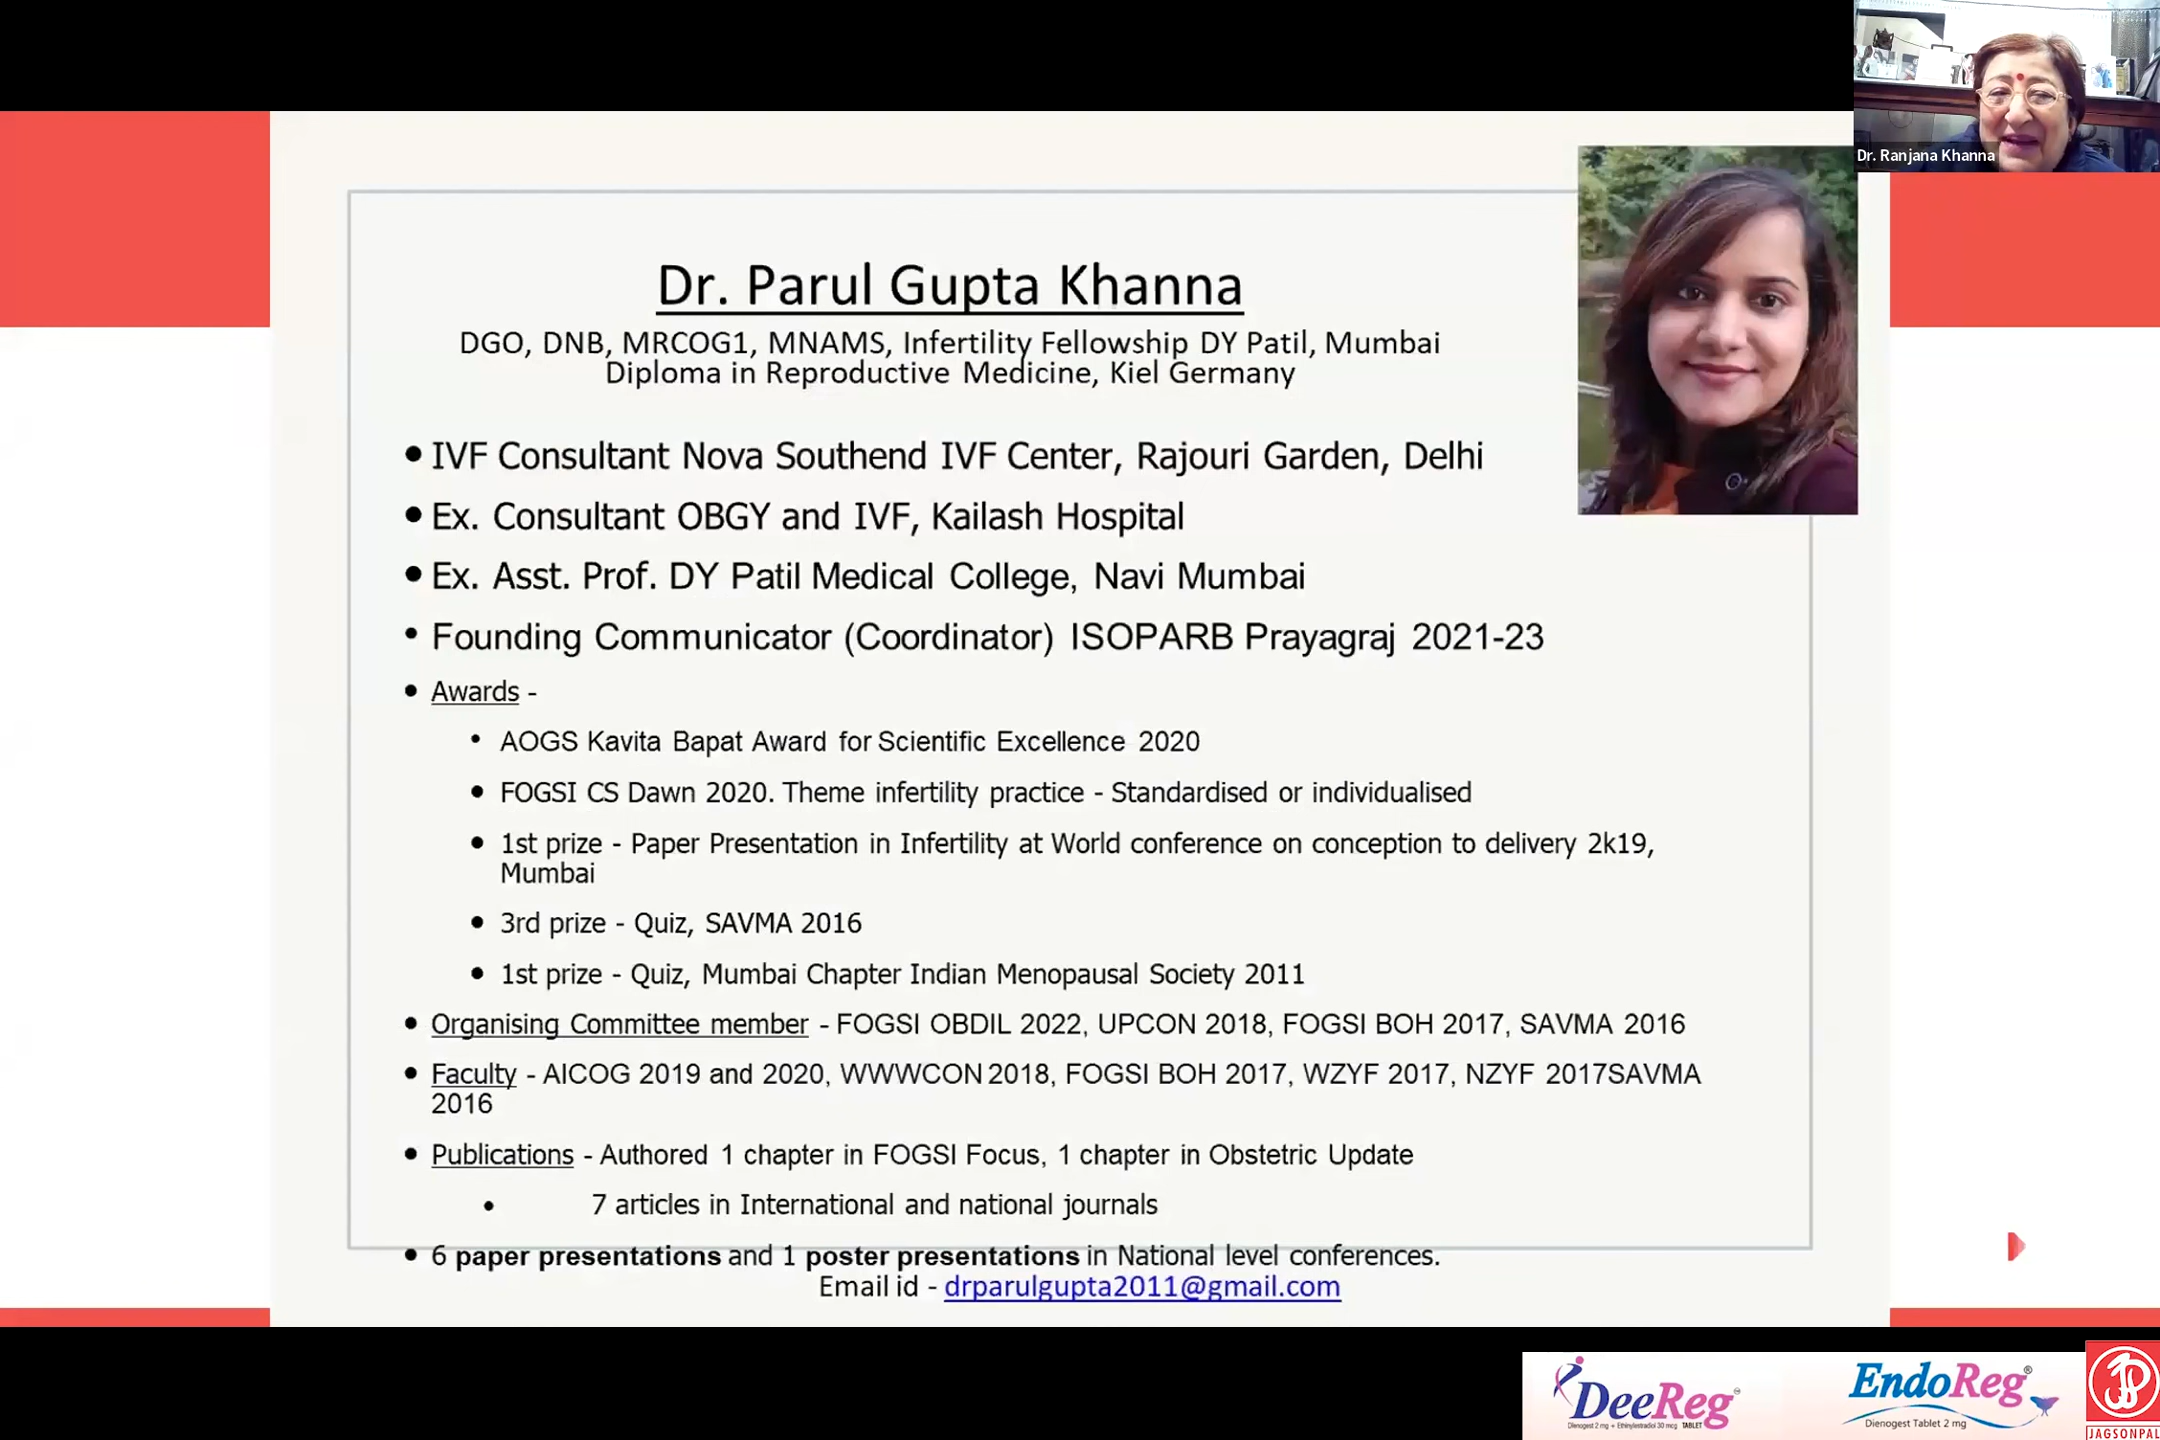 Dr. Ranjana Khanna
Dr. Parul Gupta Khanna
DGO, DNB, MRCOG1, MNAMS, Infertility Fellowship DY Patil, Mumbai
Diploma in Reproductive Medicine, Kiel Germany
• IVF Consultant Nova Southend IVF Center, Rajouri Garden, Delhi
• Ex. Consultant OBGY and IVF, Kailash Hospital
• Ex. Asst. Prof. DY Patil Medical College, Navi Mumbai
• Founding Communicator (Coordinator) ISOPARB Prayagraj 2021-23
• Awards -
• AOGS Kavita Bapat Award for Scientific Excellence 2020
• FOGSI CS Dawn 2020. Theme infertility practice - Standardised or individualised
• 1st prize - Paper Presentation in Infertility at World conference on conception to delivery 2k19,
Mumbai
• 3rd prize - Quiz, SAVMA 2016
• 1st prize - Quiz, Mumbai Chapter Indian Menopausal Society 2011
• Organising Committee member - FOGSI OBDIL 2022, UPCON 2018, FOGSI BOH 2017, SAVMA 2016
• Faculty - AICOG 2019 and 2020, WWWCON 2018, FOGSI BOH 2017, WZYF 2017, NZYF 2017SAVMA
2016
• Publications - Authored 1 chapter in FOGSI Focus, 1 chapter in Obstetric Update
• 7 articles in International and national journals
• 6 paper presentations and 1 poster presentations in National level conferences.
Email id - drparulgupta2011@gmail.com
DeeReg™
Dienogest 2 mg + Ethinylestradiol 30 mcg TABLET
EndoReg®
Dienogest Tablet 2 mg
JAGSONPAL